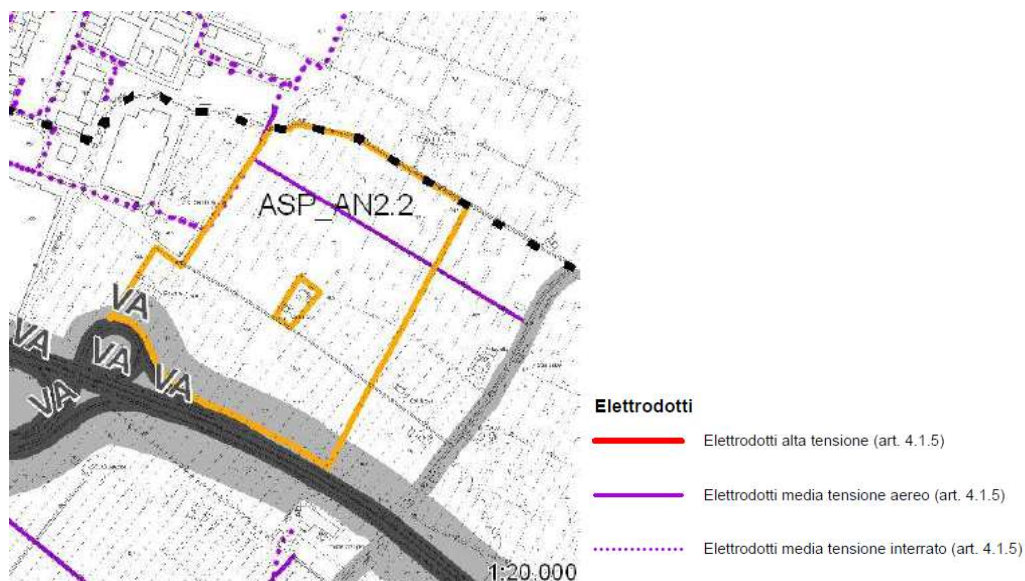 ASP_AN2.2
VA
VA
VA
VA
VA
1:20.000
Elettrodotti
Elettrodotti alta tensione (art. 4.1.5)
Elettrodotti media tensione aereo (art. 4.1.5)
Elettrodotti media tensione interrato (art. 4.1.5)